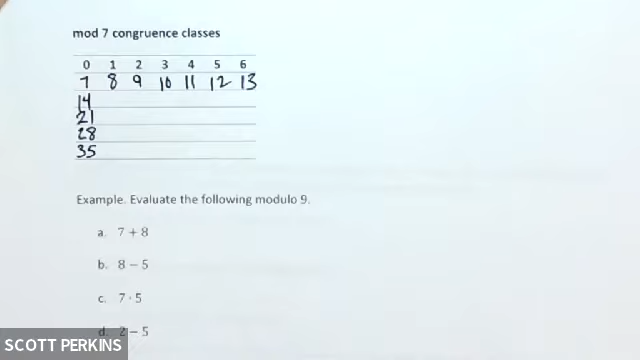 mod 7 congruence classes
0 1 2 3 4 5 6
7 8 9 10 11 12 13
14
21
28
35
Example. Evaluate the following modulo 9.
a. 7 + 8
b. 8 − 5
c. 7 · 5
d. 2 − 5
SCOTT PERKINS